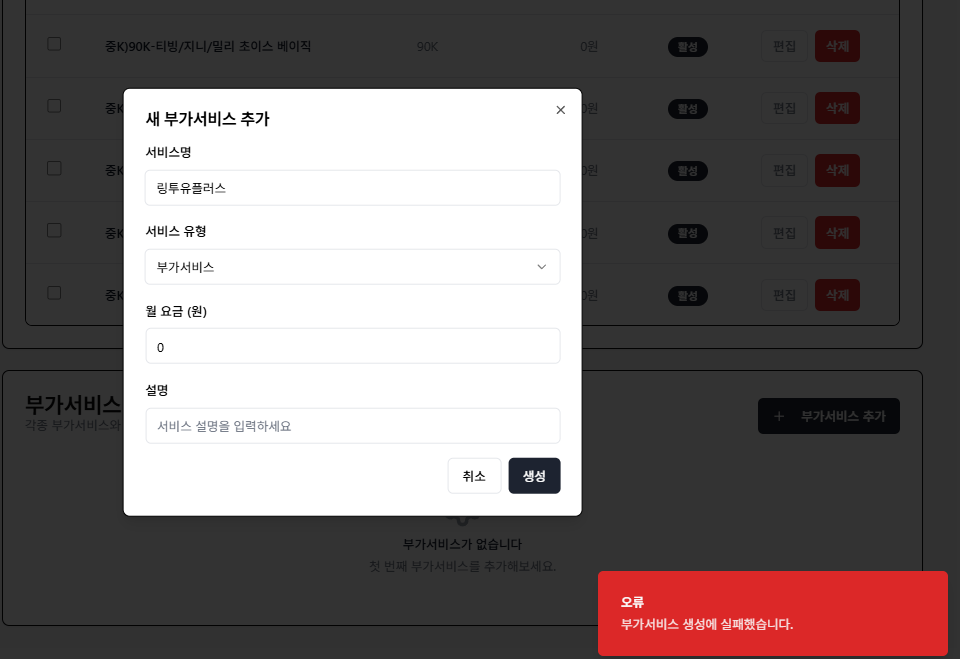 중K)90K-티빙/지니/밀리 초이스 베이직 90K 0원 활성 편집 삭제
중K 0원 활성 편집 삭제
중K 0원 활성 편집 삭제
중K 0원 활성 편집 삭제
중K 0원 활성 편집 삭제
새 부가서비스 추가
서비스명
링투유플러스
서비스 유형
부가서비스
월 요금 (원)
0
설명
서비스 설명을 입력하세요
취소 생성
부가서비스
각종 부가서비스와
+ 부가서비스 추가
부가서비스가 없습니다
첫 번째 부가서비스를 추가해보세요.
오류
부가서비스 생성에 실패했습니다.